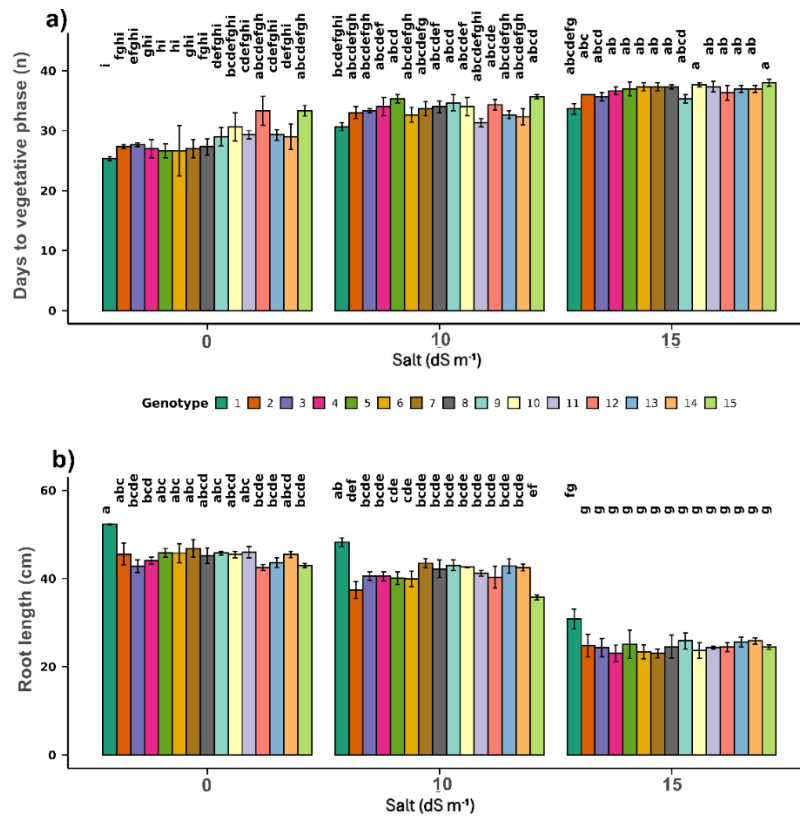 a)
Days to vegetative phase (n)
40
30
20
10
0
i fghi efghi ghi hi hi ghi fghi defghi bcdefghi cdefghi abcdefgh cdefghi defghi abcdefgh
bcdefghi abcdefgh abcdefgh abcdef abcd abcdefgh abcdefg abcde abcd abcdef abcdefghi abcde abcdefgh abcdefgh abcd
abcdefg abc abcd ab ab ab ab ab abcd a ab ab ab ab a
0 10 15
Salt (dS m⁻¹)
Genotype 1 2 3 4 5 6 7 8 9 10 11 12 13 14 15
b)
Root length (cm)
60
40
20
0
a abc bcde bcd abc abc abc abcd abc abcd abc bcde bcde abcd bcde
ab def bcde bcde cde cde bcde bcde bcde bcde bcde bcde bcde bcde ef
fg g g g g g g g g g g g g g g
0 10 15
Salt (dS m⁻¹)